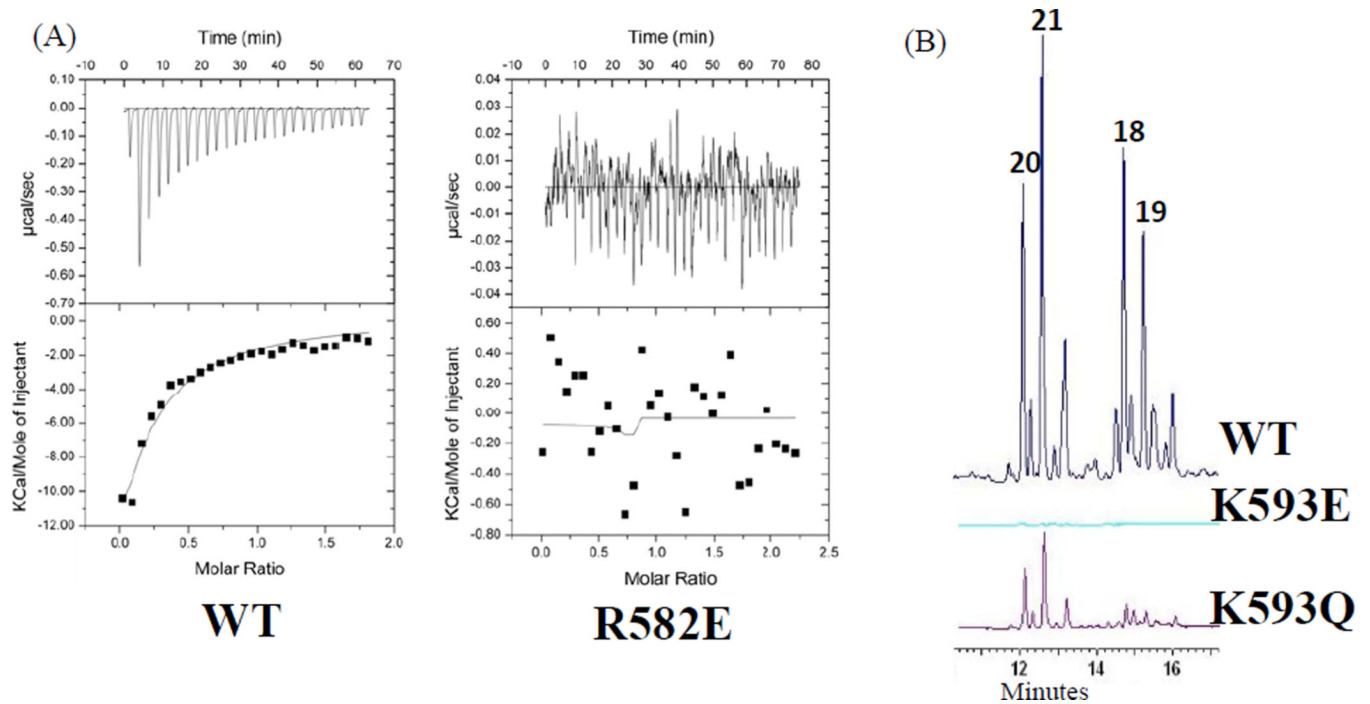 (A)
Time (min)
-10 0 10 20 30 40 50 60 70
0.10
0.00
-0.10
-0.20
-0.30
-0.40
-0.50
-0.60
-0.70
µcal/sec
0.00
-2.00
-4.00
-6.00
-8.00
-10.00
-12.00
KCal/Mole of Injectant
0.0 0.5 1.0 1.5 2.0
Molar Ratio
WT
Time (min)
-10 0 10 20 30 40 50 60 70 80 85
0.04
0.03
0.02
0.01
0.00
-0.01
-0.02
-0.03
-0.04
µcal/sec
0.60
0.40
0.20
0.00
-0.20
-0.40
-0.60
-0.80
KCal/Mole of Injectant
0.0 0.5 1.0 1.5 2.0 2.5
Molar Ratio
R582E
(B)
21
20
18
19
WT
K593E
K593Q
12 14 16
Minutes